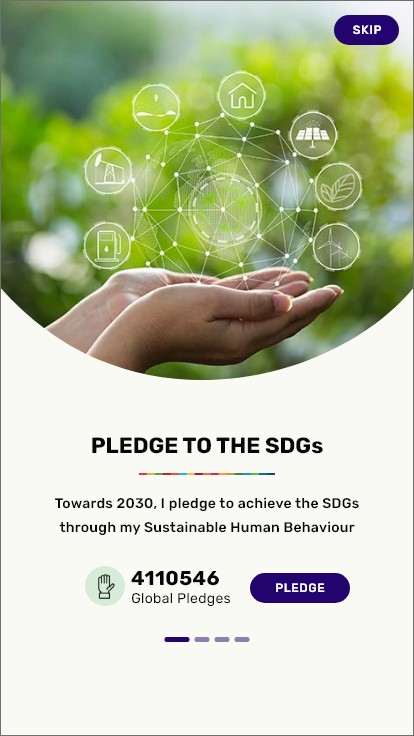 SKIP
PLEDGE TO THE SDGs
Towards 2030, I pledge to achieve the SDGs
through my Sustainable Human Behaviour
4110546
Global Pledges
PLEDGE